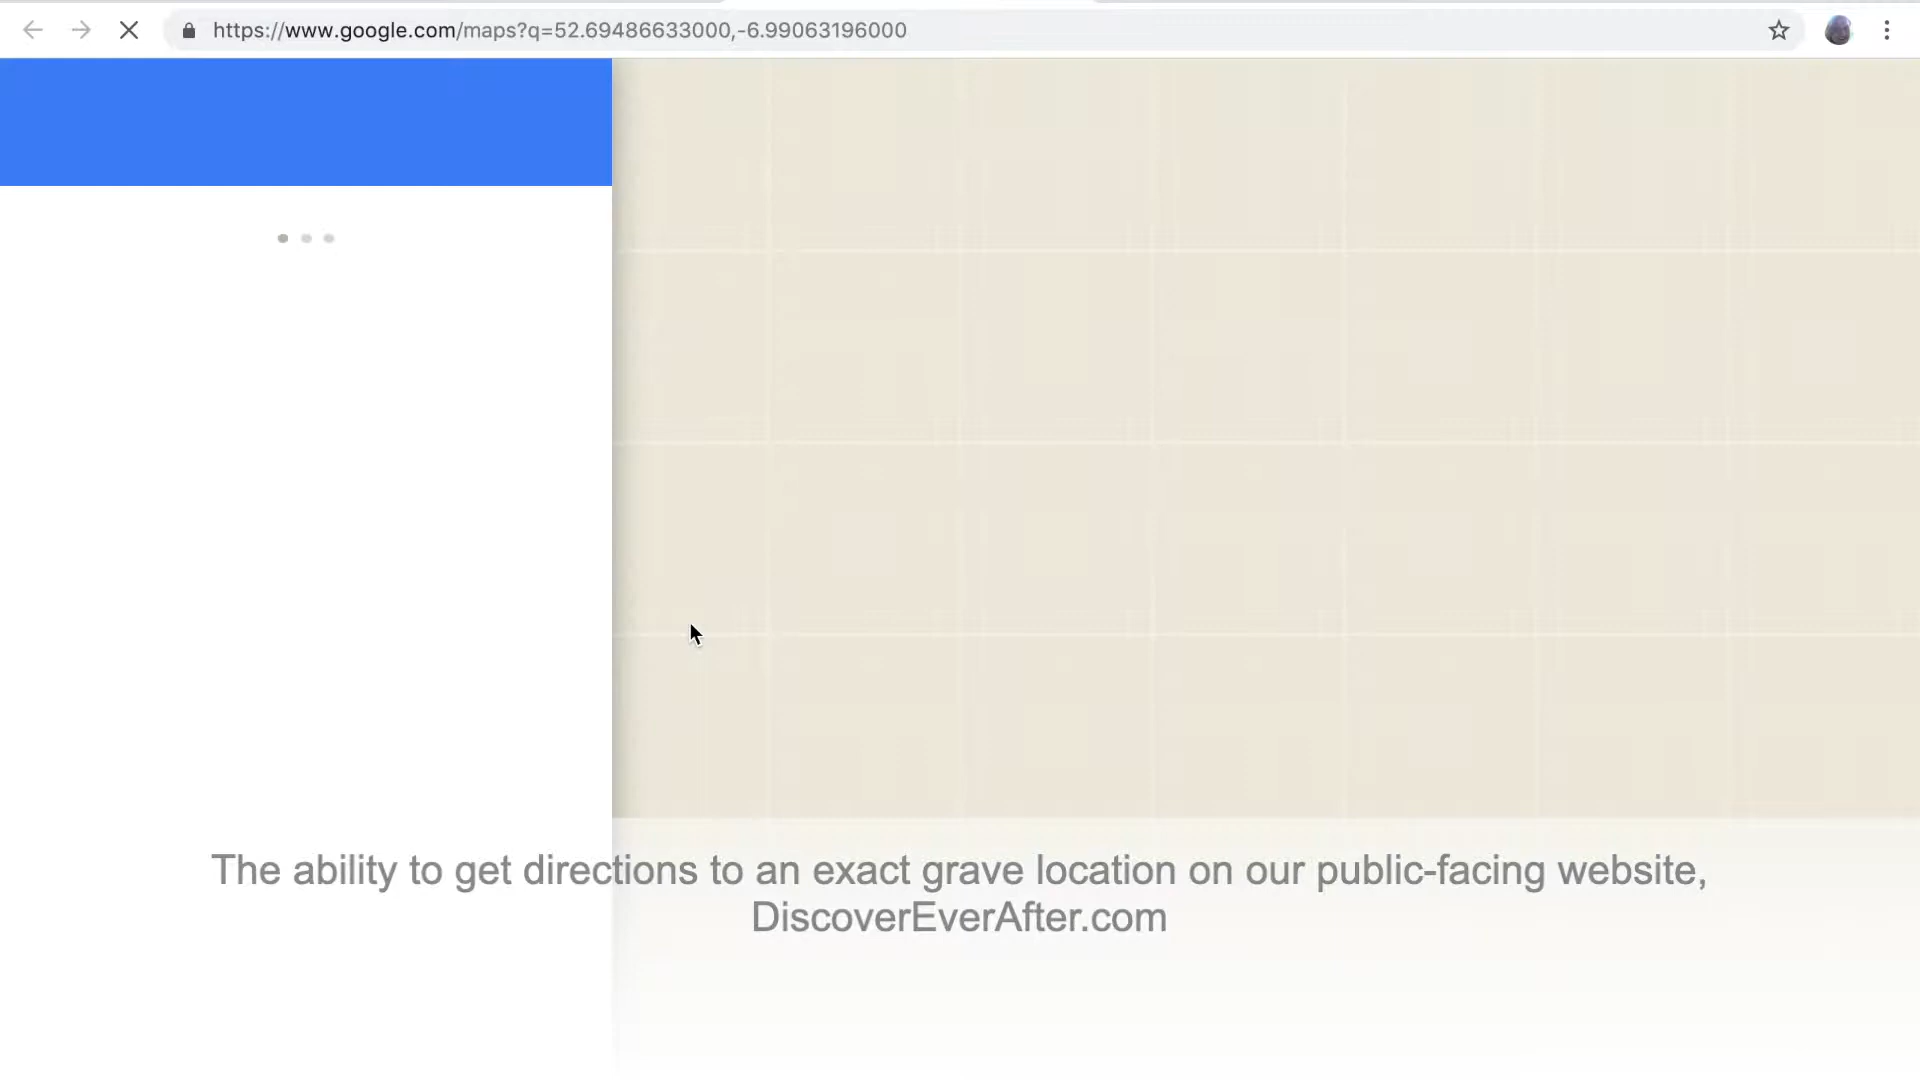 https://www.google.com/maps?q=52.69486633000,-6.99063196000
The ability to get directions to an exact grave location on our public-facing website,
DiscoverEverAfter.com